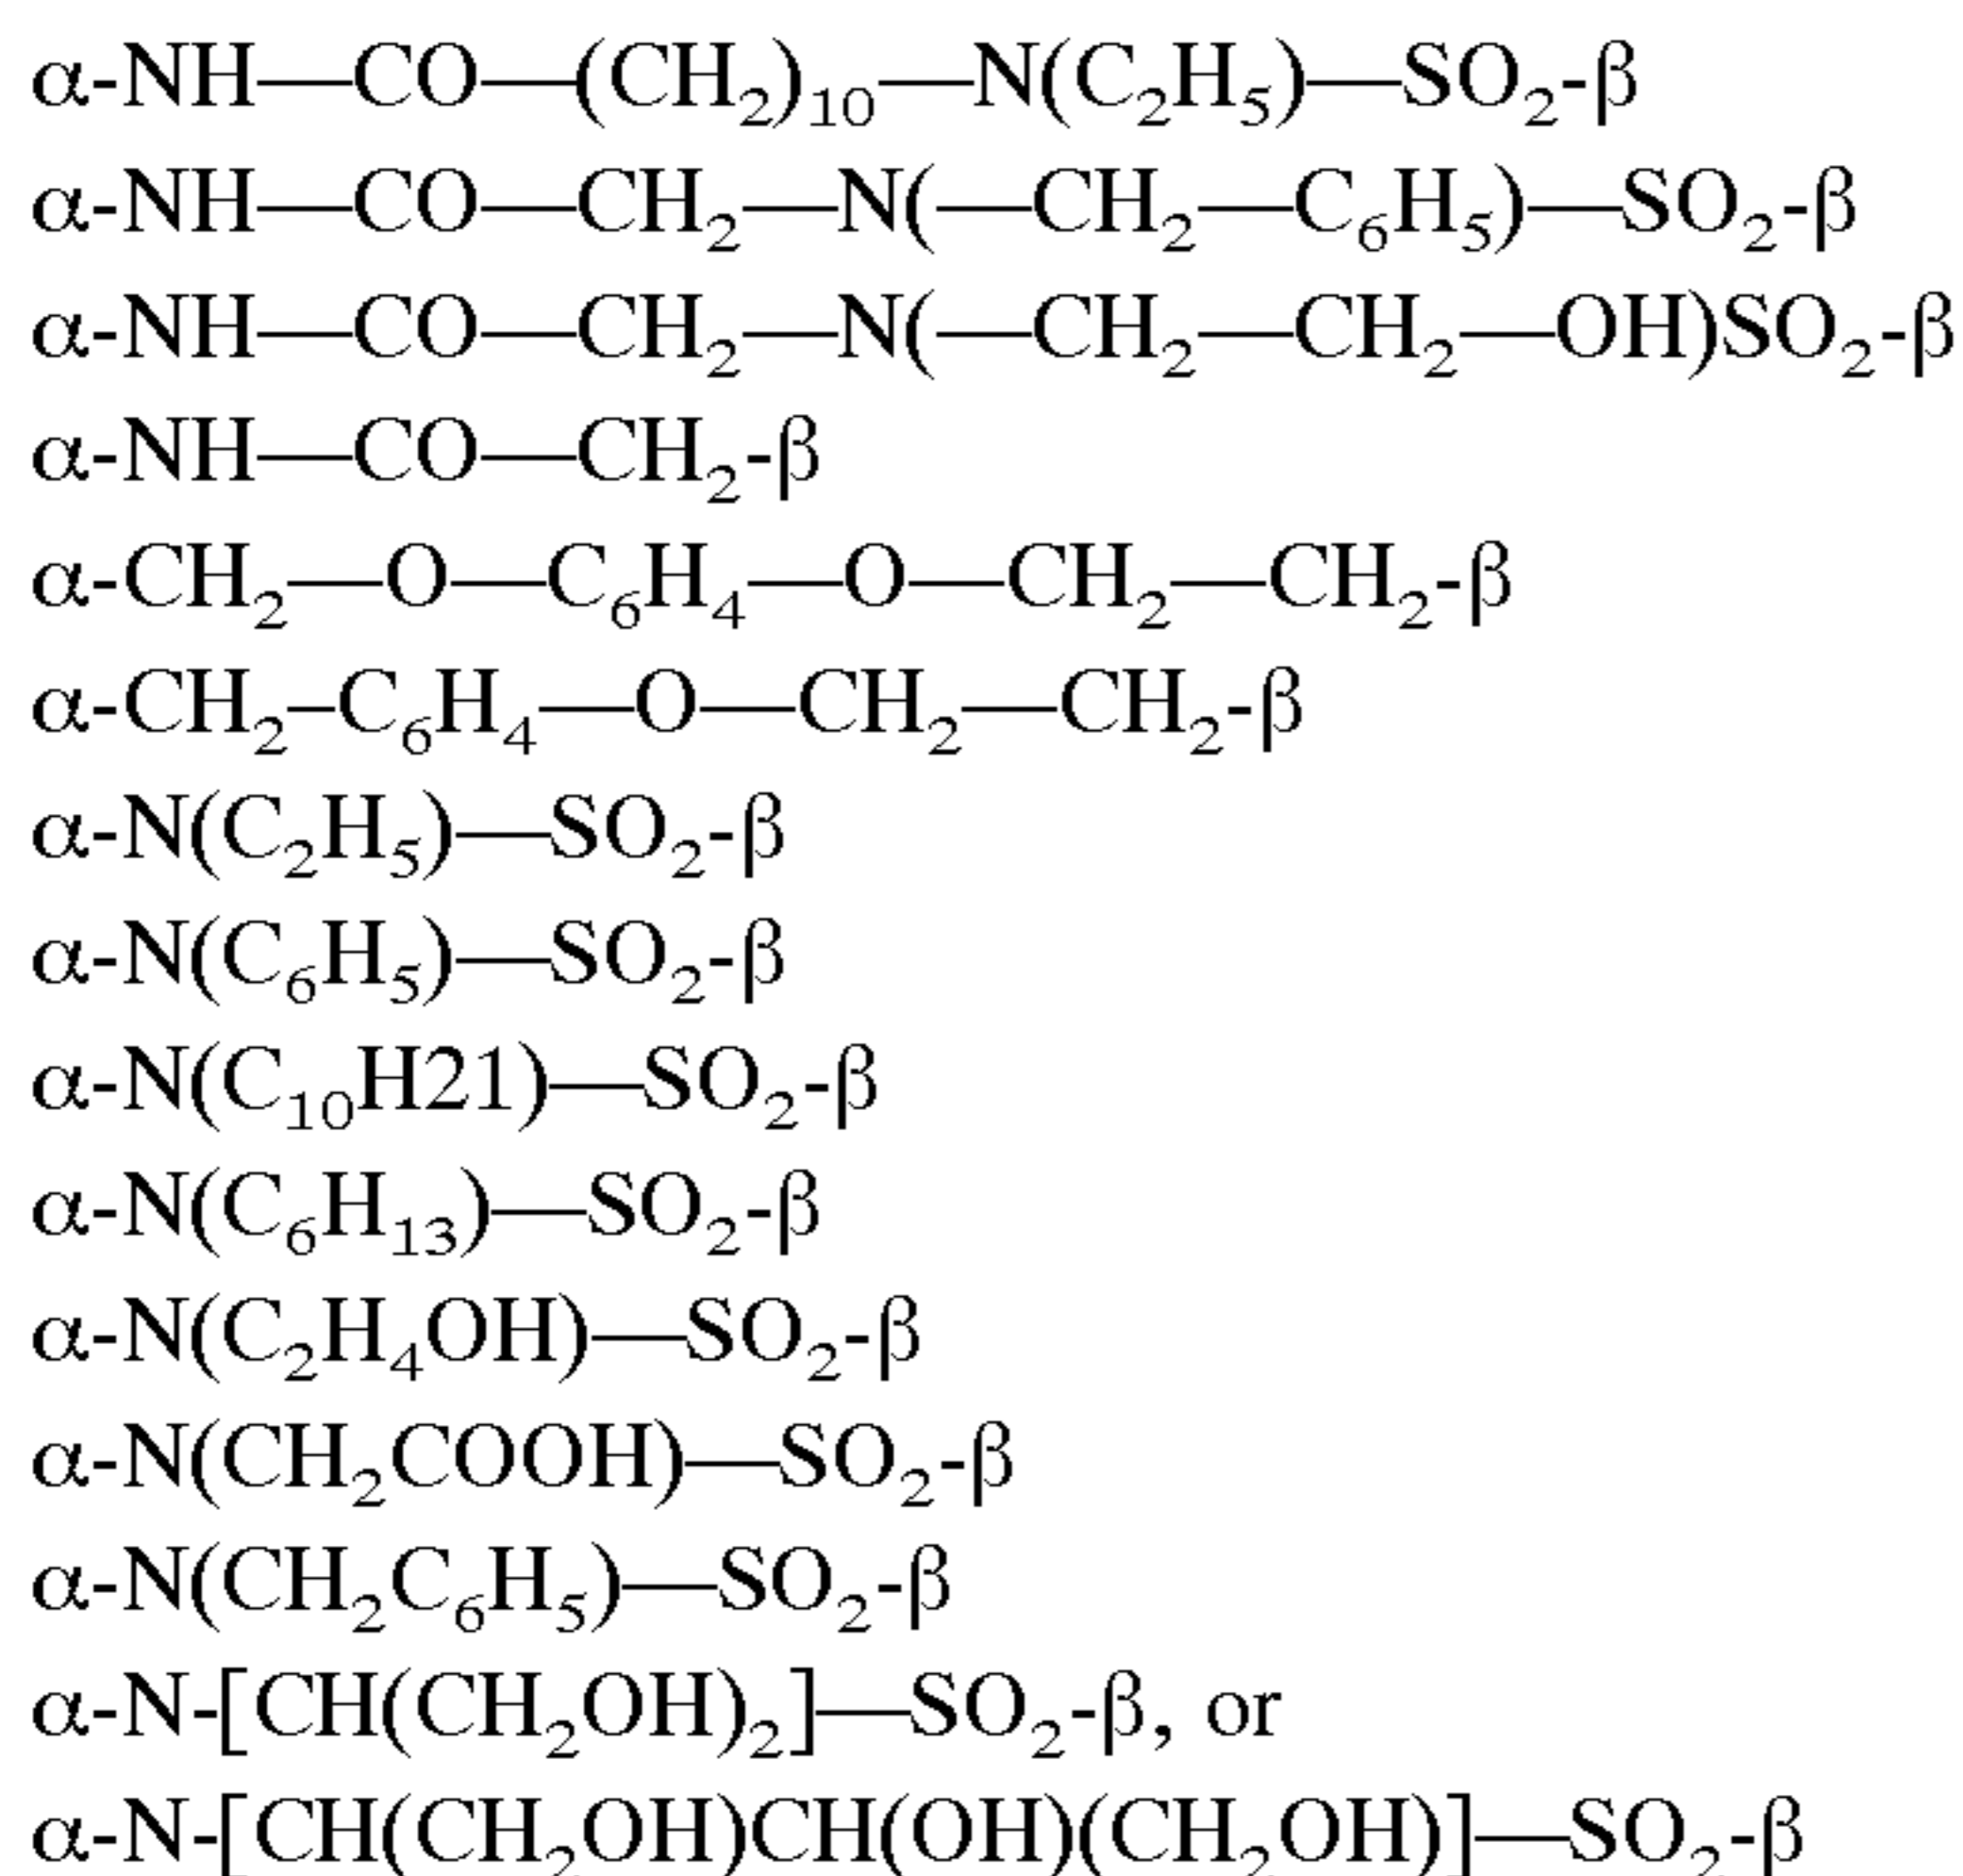 α-NH—CO—(CH₂)₁₀—N(C₂H₅)—SO₂-β
α-NH—CO—CH₂—N(—CH₂—C₆H₅)—SO₂-β
α-NH—CO—CH₂—N(—CH₂—CH₂—OH)SO₂-β
α-NH—CO—CH₂-β
α-CH₂—O—C₆H₄—O—CH₂—CH₂-β
α-CH₂–C₆H₄—O—CH₂—CH₂-β
α-N(C₂H₅)—SO₂-β
α-N(C₆H₅)—SO₂-β
α-N(C₁₀H21)—SO₂-β
α-N(C₆H₁₃)—SO₂-β
α-N(C₂H₄OH)—SO₂-β
α-N(CH₂COOH)—SO₂-β
α-N(CH₂C₆H₅)—SO₂-β
α-N-[CH(CH₂OH)₂]—SO₂-β, or
α-N-[CH(CH₂OH)CH(OH)(CH₂OH)]—SO₂-β